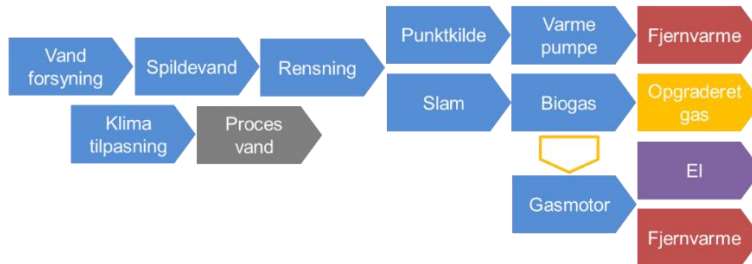 Vand
forsyning
Spildevand
Rensning
Punktkilde
Varme
pumpe
Fjernvarme
Slam
Biogas
Opgraderet
gas
Klima
tilpasning
Proces
vand
Gasmotor
El
Fjernvarme